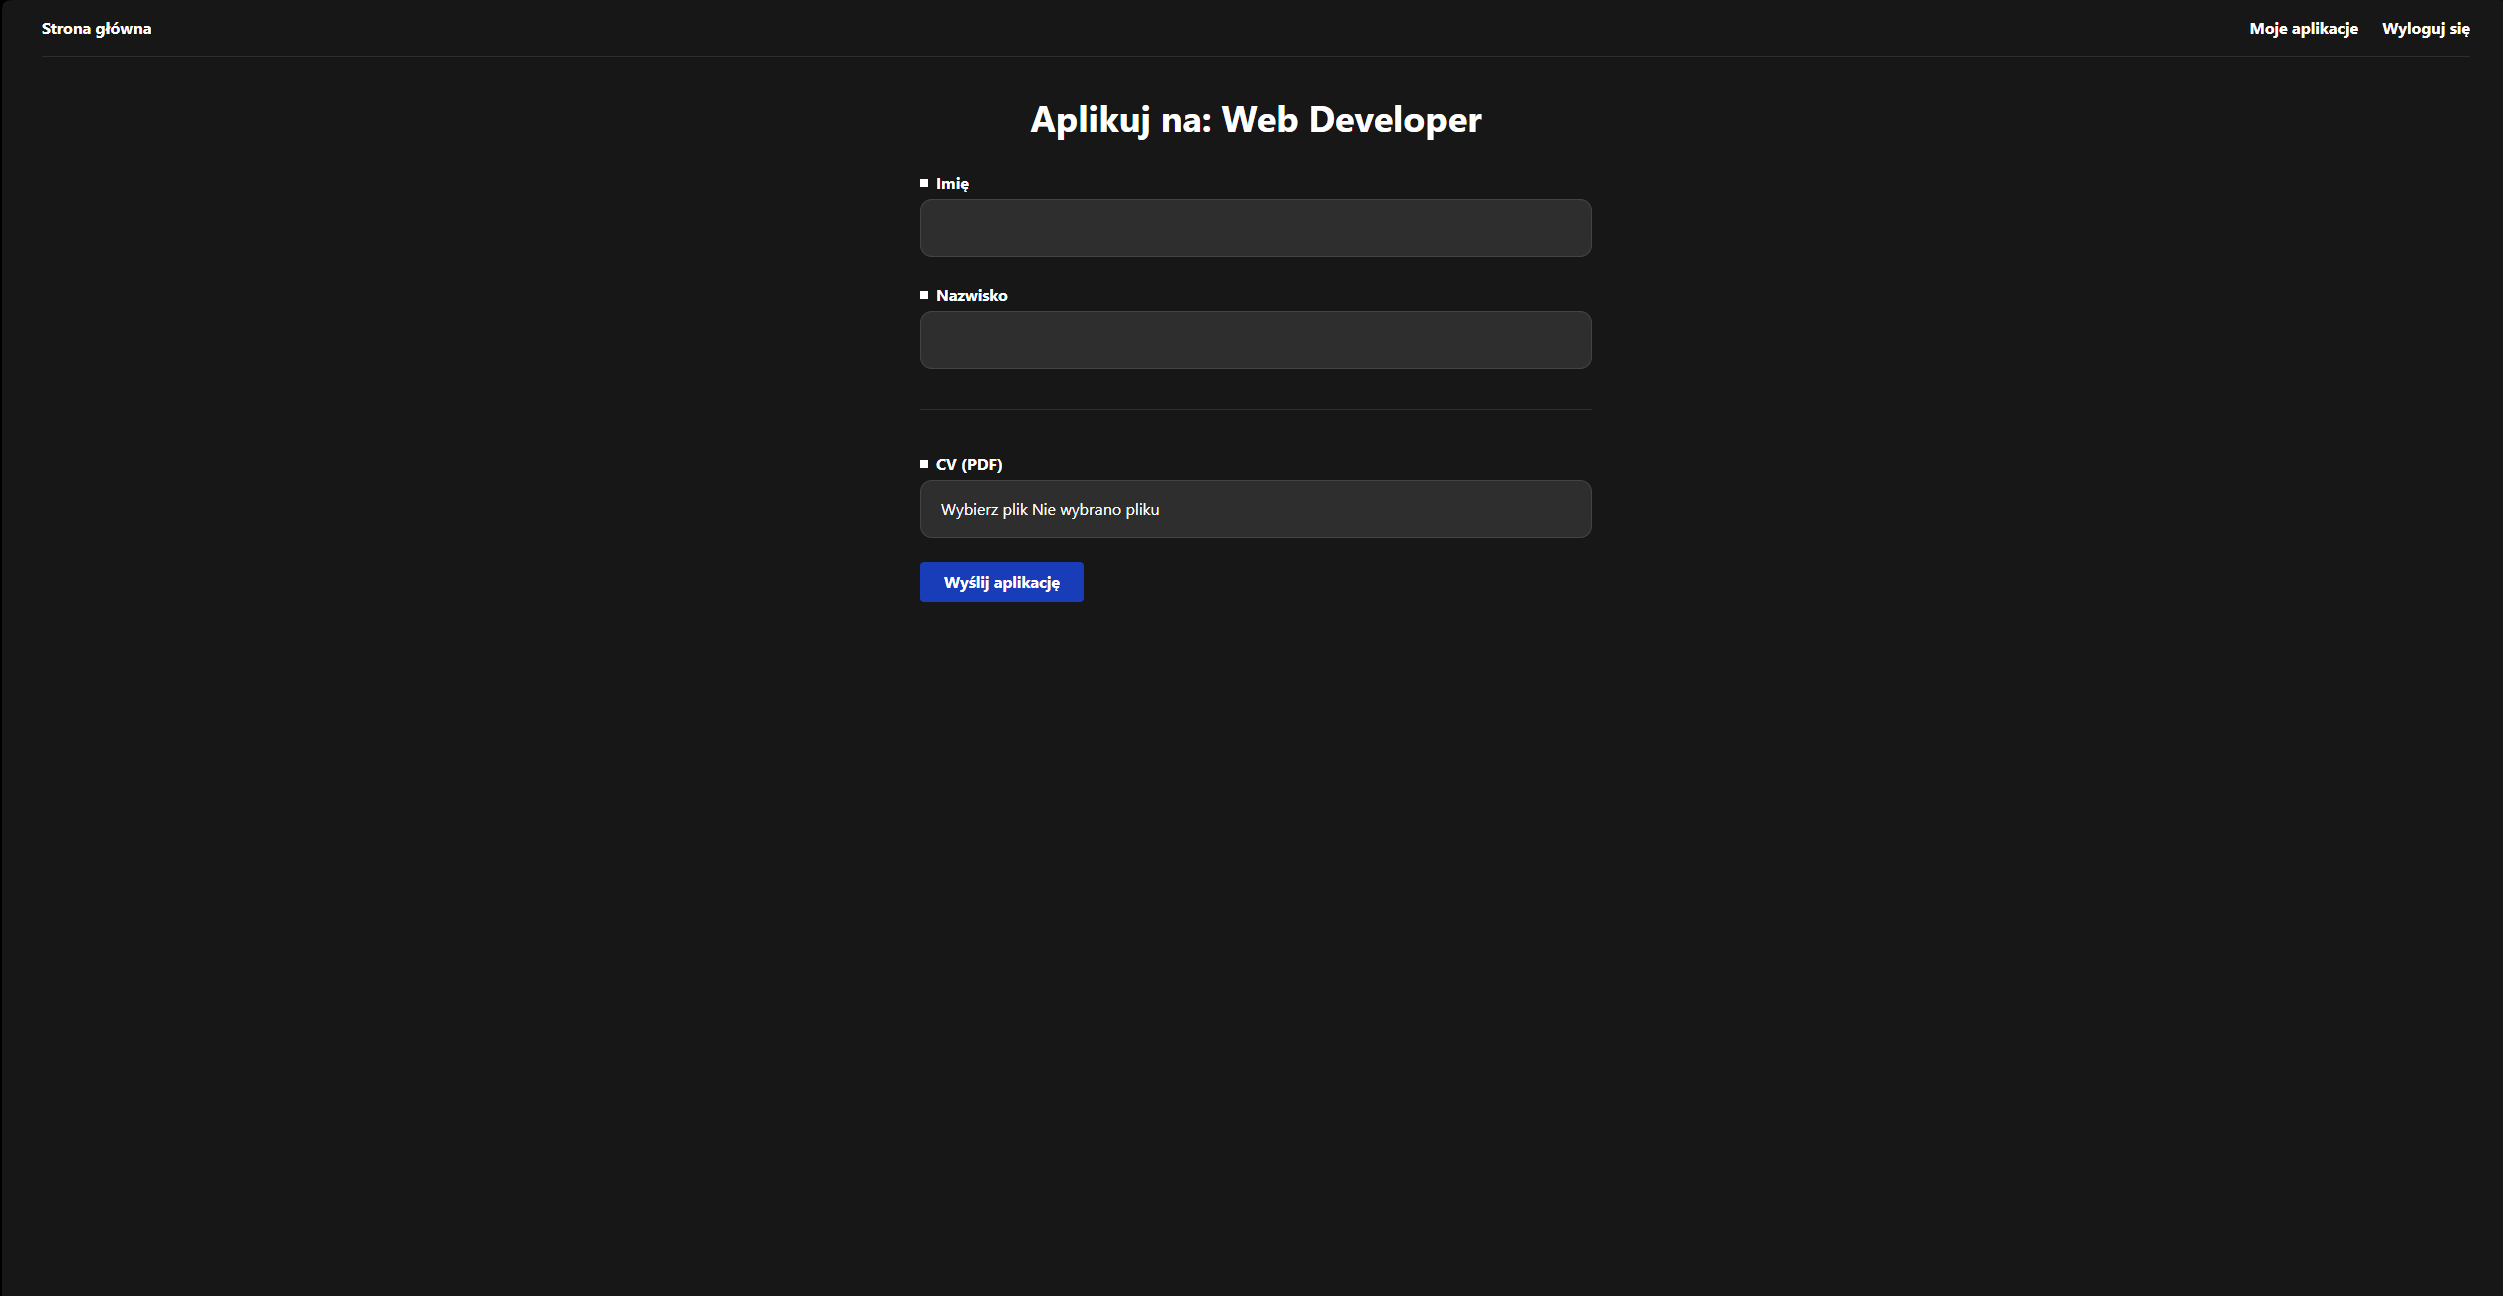 Strona główna
Moje aplikacje
Wyloguj się
Aplikuj na: Web Developer
Imię
Nazwisko
CV (PDF)
Wybierz plik Nie wybrano pliku
Wyślij aplikację